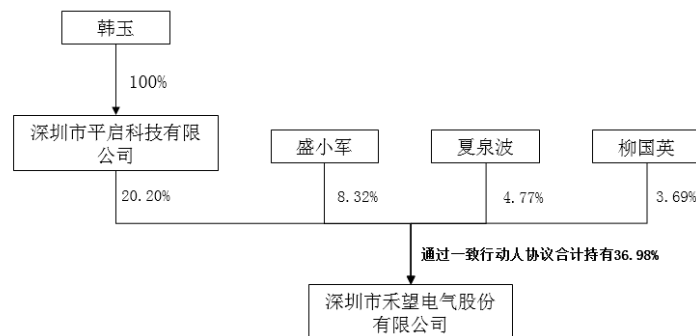 韩玉
100%
深圳市平启科技有限
公司
盛小军
夏泉波
柳国英
20.20%
8.32%
4.77%
3.69%
通过一致行动人协议合计持有36.98%
深圳市禾望电气股份
有限公司